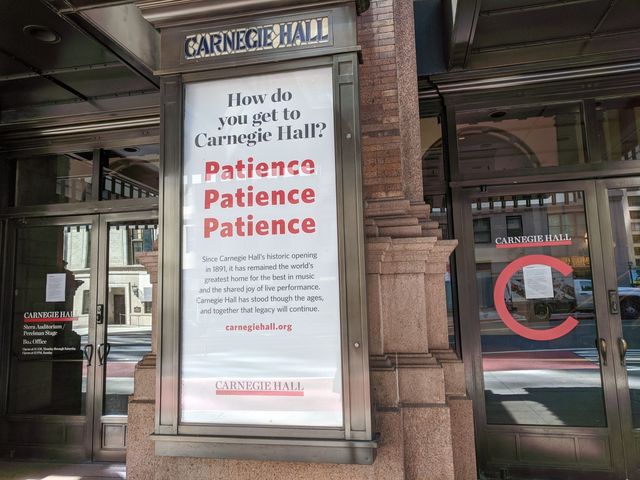 CARNEGIE HALL
How do
you get to
Carnegie Hall?
Patience
Patience
Patience
Since Carnegie Hall's historic opening
in 1891, it has remained the world's
greatest home for the best in music
and the shared joy of live performance.
Carnegie Hall has stood though the ages,
and together that legacy will continue.
carnegiehall.org
CARNEGIE HALL
CARNEGIE HALL
Stern Auditorium /
Perelman Stage
Box Office
CARNEGIE HALL
C